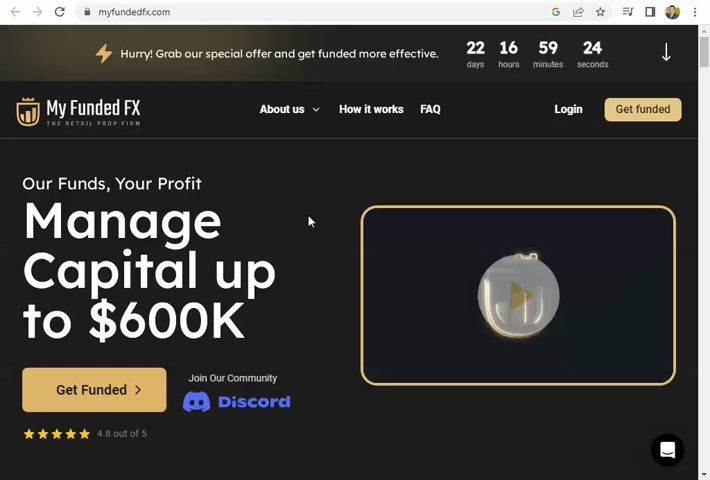 myfundedfx.com
Hurry! Grab our special offer and get funded more effective.
22 16 59 24
days hours minutes seconds
My Funded FX
THE RETAIL PROP FIRM
About us How it works FAQ Login Get funded
Our Funds, Your Profit
Manage
Capital up
to $600K
Get Funded
Join Our Community
Discord
4.8 out of 5